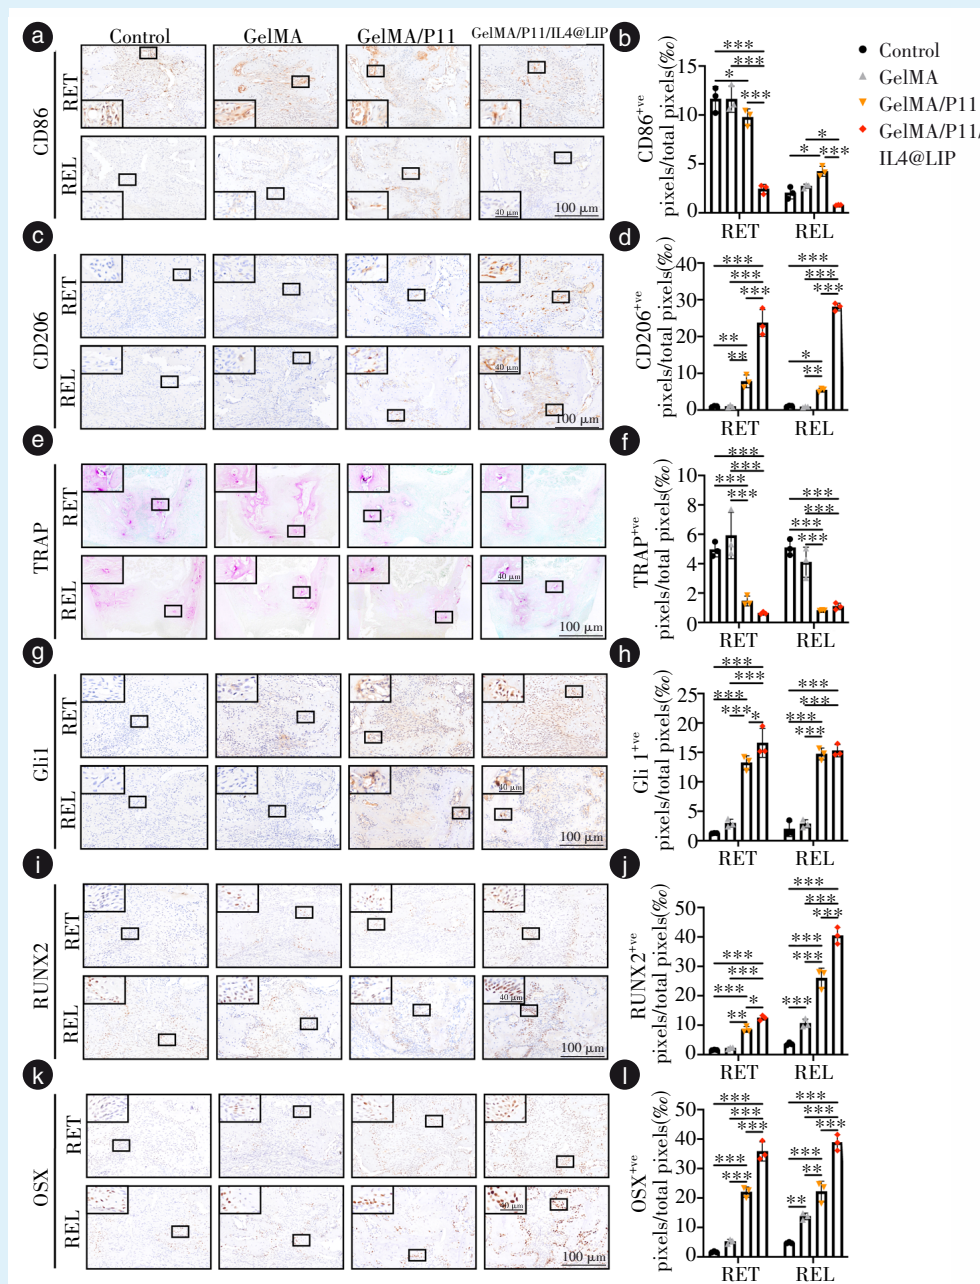 a
Control
GelMA
GelMA/P11
GelMA/P11/IL4@LIP
CD86
RET
REL
40 μm
100 μm
b
CD86+ve
pixels/total pixels(‰)
15
10
5
0
***
***
*
***
*
*
***
RET
REL
Control
GelMA
GelMA/P11
GelMA/P11/
IL4@LIP
c
CD206
RET
REL
40 μm
100 μm
d
CD206+ve
pixels/total pixels(‰)
40
30
20
10
0
***
***
***
**
**
***
***
***
*
**
RET
REL
e
TRAP
RET
REL
40 μm
100 μm
f
TRAP+ve
pixels/total pixels(‰)
10
8
6
4
2
0
***
***
***
***
***
***
***
***
RET
REL
g
Gli1
RET
REL
40 μm
100 μm
h
Gli 1+ve
pixels/total pixels(‰)
25
20
15
10
5
0
***
***
***
***
*
***
***
***
***
RET
REL
i
RUNX2
RET
REL
40 μm
100 μm
j
RUNX2+ve
pixels/total pixels(‰)
50
40
30
20
10
0
***
***
***
*
**
***
***
***
***
***
***
RET
REL
k
OSX
RET
REL
40 μm
100 μm
l
OSX+ve
pixels/total pixels(‰)
50
40
30
20
10
0
***
***
***
***
***
***
***
***
***
**
**
RET
REL